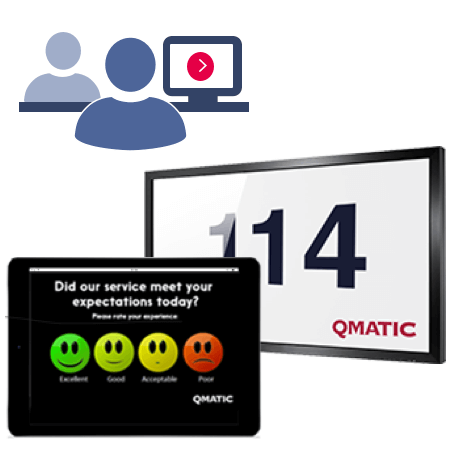 114
QMATIC
Did our service meet your
expectations today?
Please rate your experience
Excellent
Good
Acceptable
Poor
QMATIC